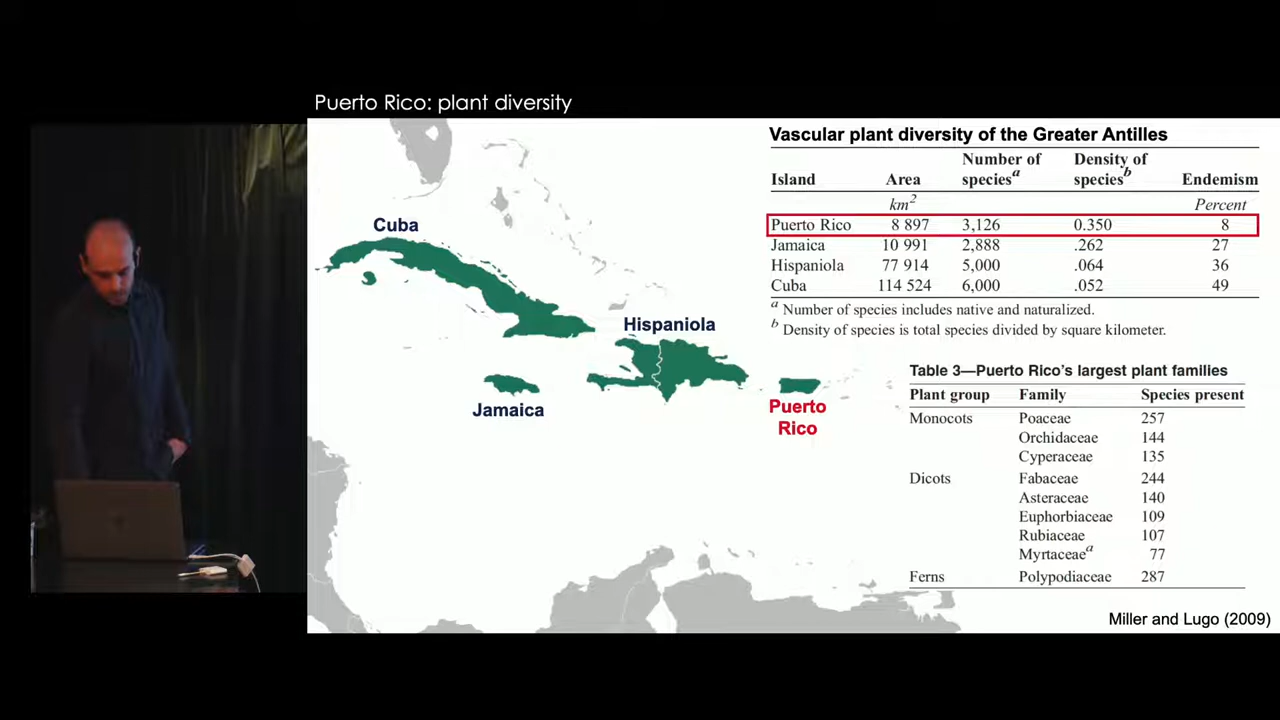 Puerto Rico: plant diversity
Cuba
Hispaniola
Jamaica
Puerto
Rico
Vascular plant diversity of the Greater Antilles
Island Area Number of species^a Density of species^b Endemism
km² Percent
Puerto Rico 8 897 3,126 0.350 8
Jamaica 10 991 2,888 .262 27
Hispaniola 77 914 5,000 .064 36
Cuba 114 524 6,000 .052 49
a Number of species includes native and naturalized.
b Density of species is total species divided by square kilometer.
Table 3—Puerto Rico's largest plant families
Plant group Family Species present
Monocots Poaceae 257
Orchidaceae 144
Cyperaceae 135
Dicots Fabaceae 244
Asteraceae 140
Euphorbiaceae 109
Rubiaceae 107
Myrtaceae^a 77
Ferns Polypodiaceae 287
Miller and Lugo (2009)